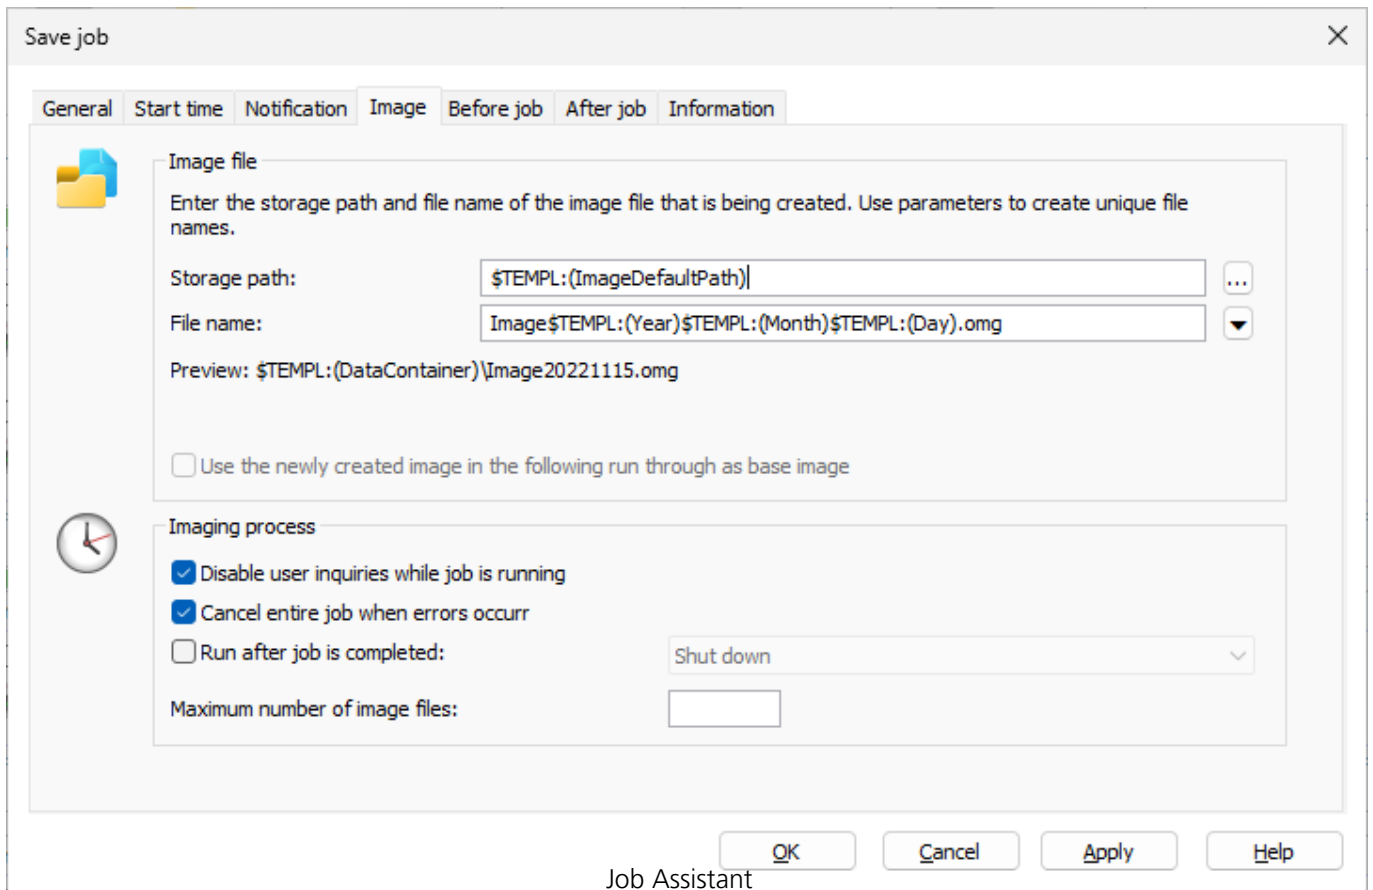 Save job
General Start time Notification Image Before job After job Information
Image file
Enter the storage path and file name of the image file that is being created. Use parameters to create unique file
names.
Storage path: $TEMPL:(ImageDefaultPath) ...
File name: Image$TEMPL:(Year)$TEMPL:(Month)$TEMPL:(Day).omg
Preview: $TEMPL:(DataContainer)\Image20221115.omg
Use the newly created image in the following run through as base image
Imaging process
Disable user inquiries while job is running
Cancel entire job when errors occurr
Run after job is completed: Shut down
Maximum number of image files:
OK Cancel Apply Help
Job Assistant